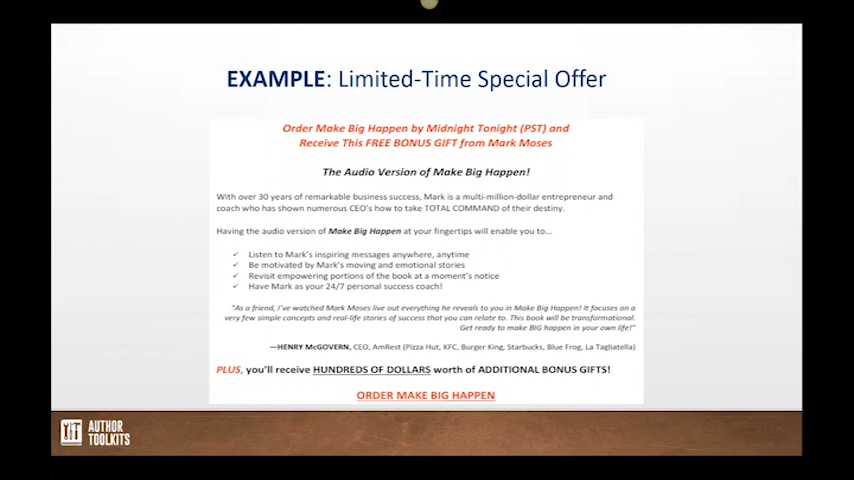 EXAMPLE: Limited-Time Special Offer
Order Make Big Happen by Midnight Tonight (PST) and
Receive This FREE BONUS GIFT from Mark Moses
The Audio Version of Make Big Happen!
With over 30 years of remarkable business success, Mark is a multi-million-dollar entrepreneur and
coach who has shown numerous CEO's how to take TOTAL COMMAND of their destiny.
Having the audio version of Make Big Happen at your fingertips will enable you to…
✓ Listen to Mark's inspiring messages anywhere, anytime
✓ Be motivated by Mark's moving and emotional stories
✓ Revisit empowering portions of the book at a moment's notice
✓ Have Mark as your 24/7 personal success coach!
"As a friend, I've watched Mark Moses live out everything he reveals to you in Make Big Happen! It focuses on a
very few simple concepts and real-life stories of success that you can relate to. This book will be transformational.
Get ready to make BIG happen in your own life!"
—HENRY McGOVERN, CEO, AmRest (Pizza Hut, KFC, Burger King, Starbucks, Blue Frog, La Tagliatella)
PLUS, you'll receive HUNDREDS OF DOLLARS worth of ADDITIONAL BONUS GIFTS!
ORDER MAKE BIG HAPPEN
AUTHOR
TOOLKITS